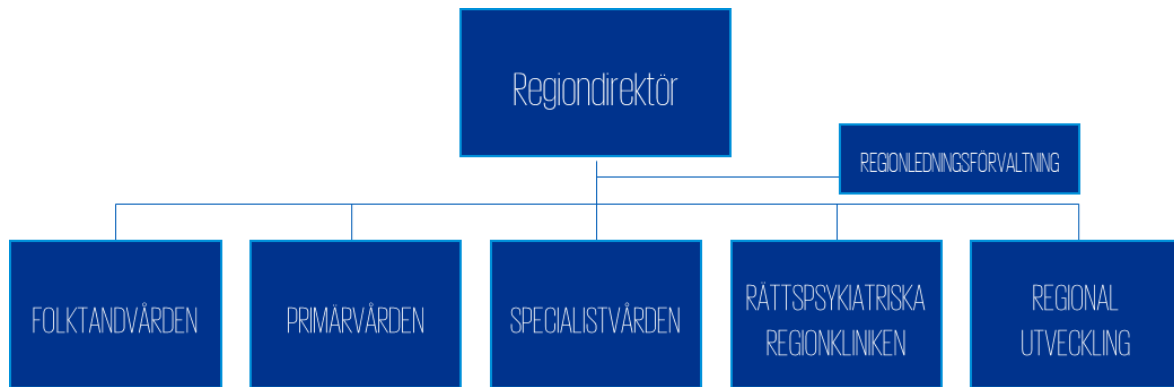 Regiondirektör
REGIONLEDNINGSFÖRVALTNING
FOLKTANDVÅRDEN
PRIMÄRVÅRDEN
SPECIALISTVÅRDEN
RÄTTSPSYKIATRISKA
REGIONKLINIKEN
REGIONAL
UTVECKLING